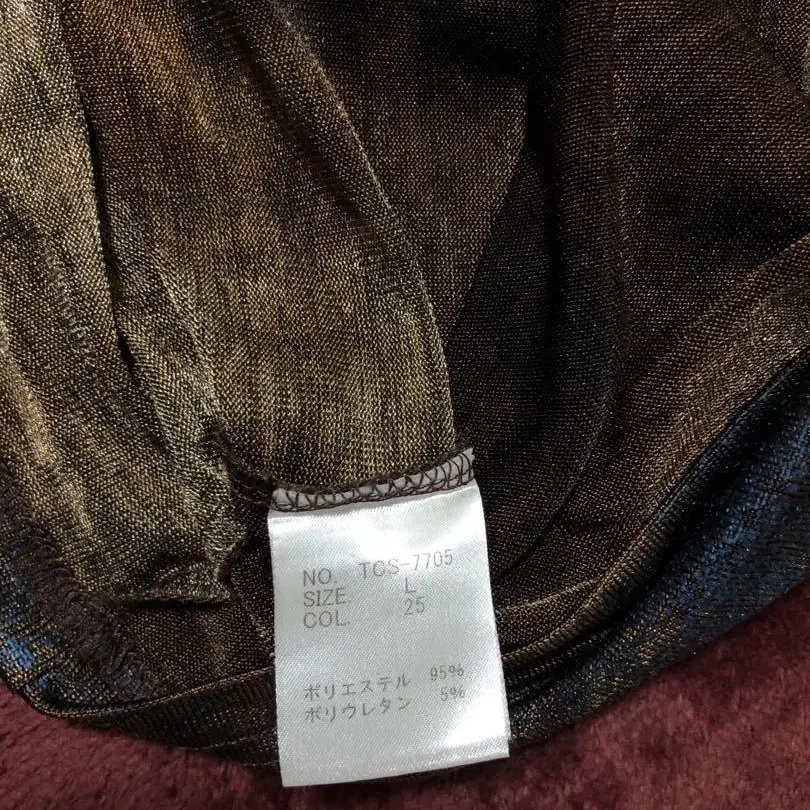 NO. TCS-7705
SIZE. L
COL. 25
ポリエステル 95%
ポリウレタン 5%